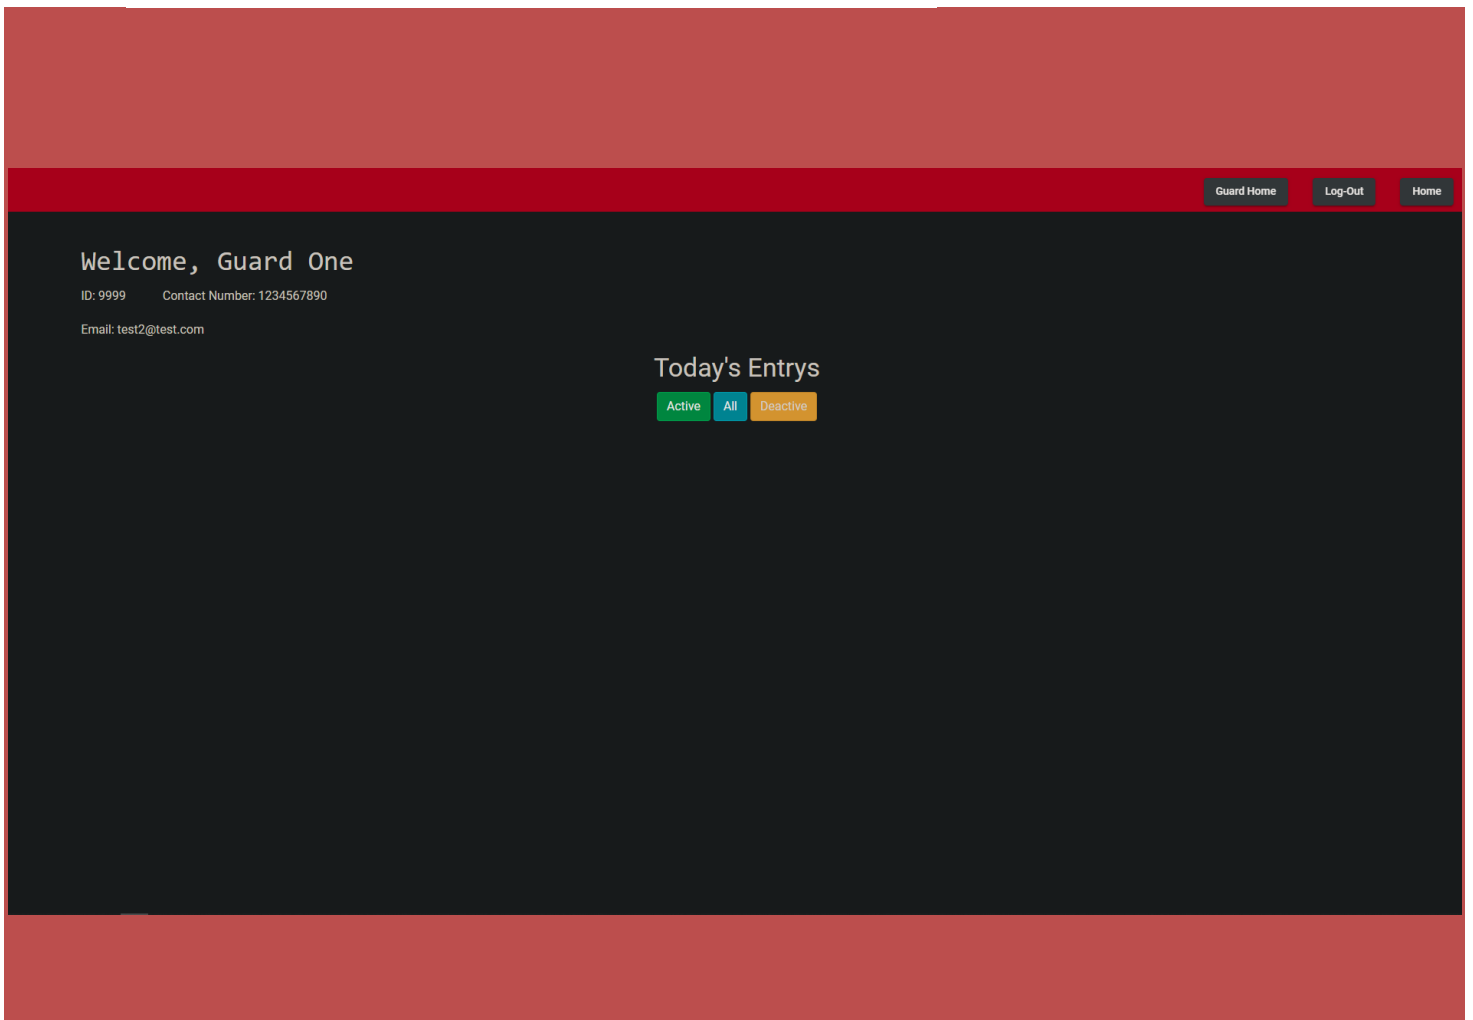 Guard Home Log-Out Home
Welcome, Guard One
ID: 9999 Contact Number: 1234567890
Email: test2@test.com
Today's Entrys
Active All Deactive